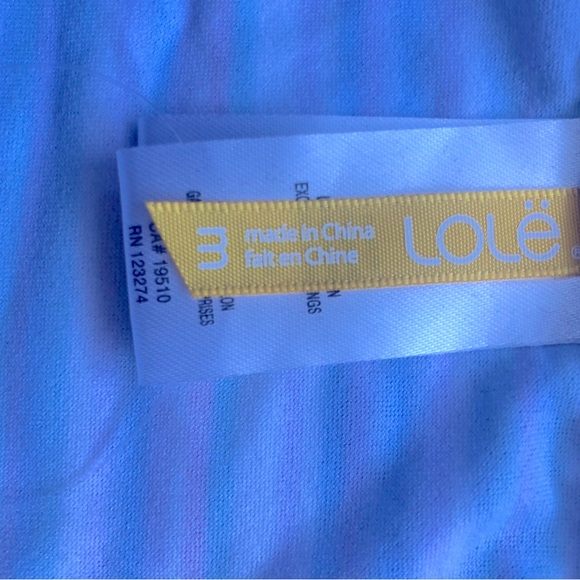 m
made in China
fait en Chine
Lolë
CA# 19510
RN 123274